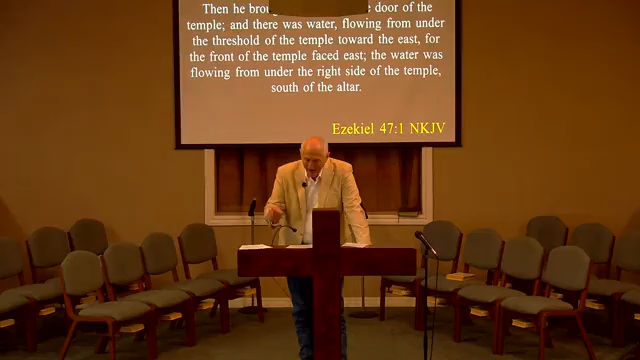 Then he brou door of the
temple; and there was water, flowing from under
the threshold of the temple toward the east, for
the front of the temple faced east; the water was
flowing from under the right side of the temple,
south of the altar.
Ezekiel 47:1 NKJV